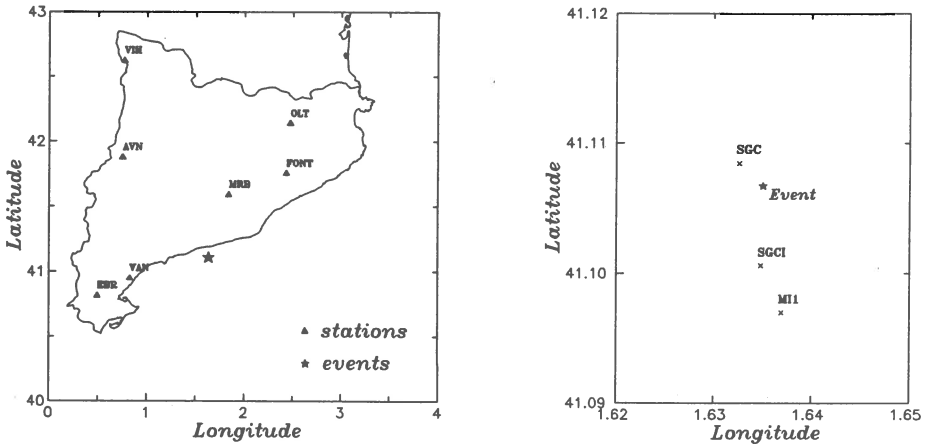 43
42
41
40
0
1
2
3
4
Latitude
Longitude
VIH
OLT
AVN
FONT
MRB
VAN
EBR
stations
events
41.12
41.11
41.10
41.09
1.62
1.63
1.64
1.65
Latitude
Longitude
SGC
Event
SGCI
MI1